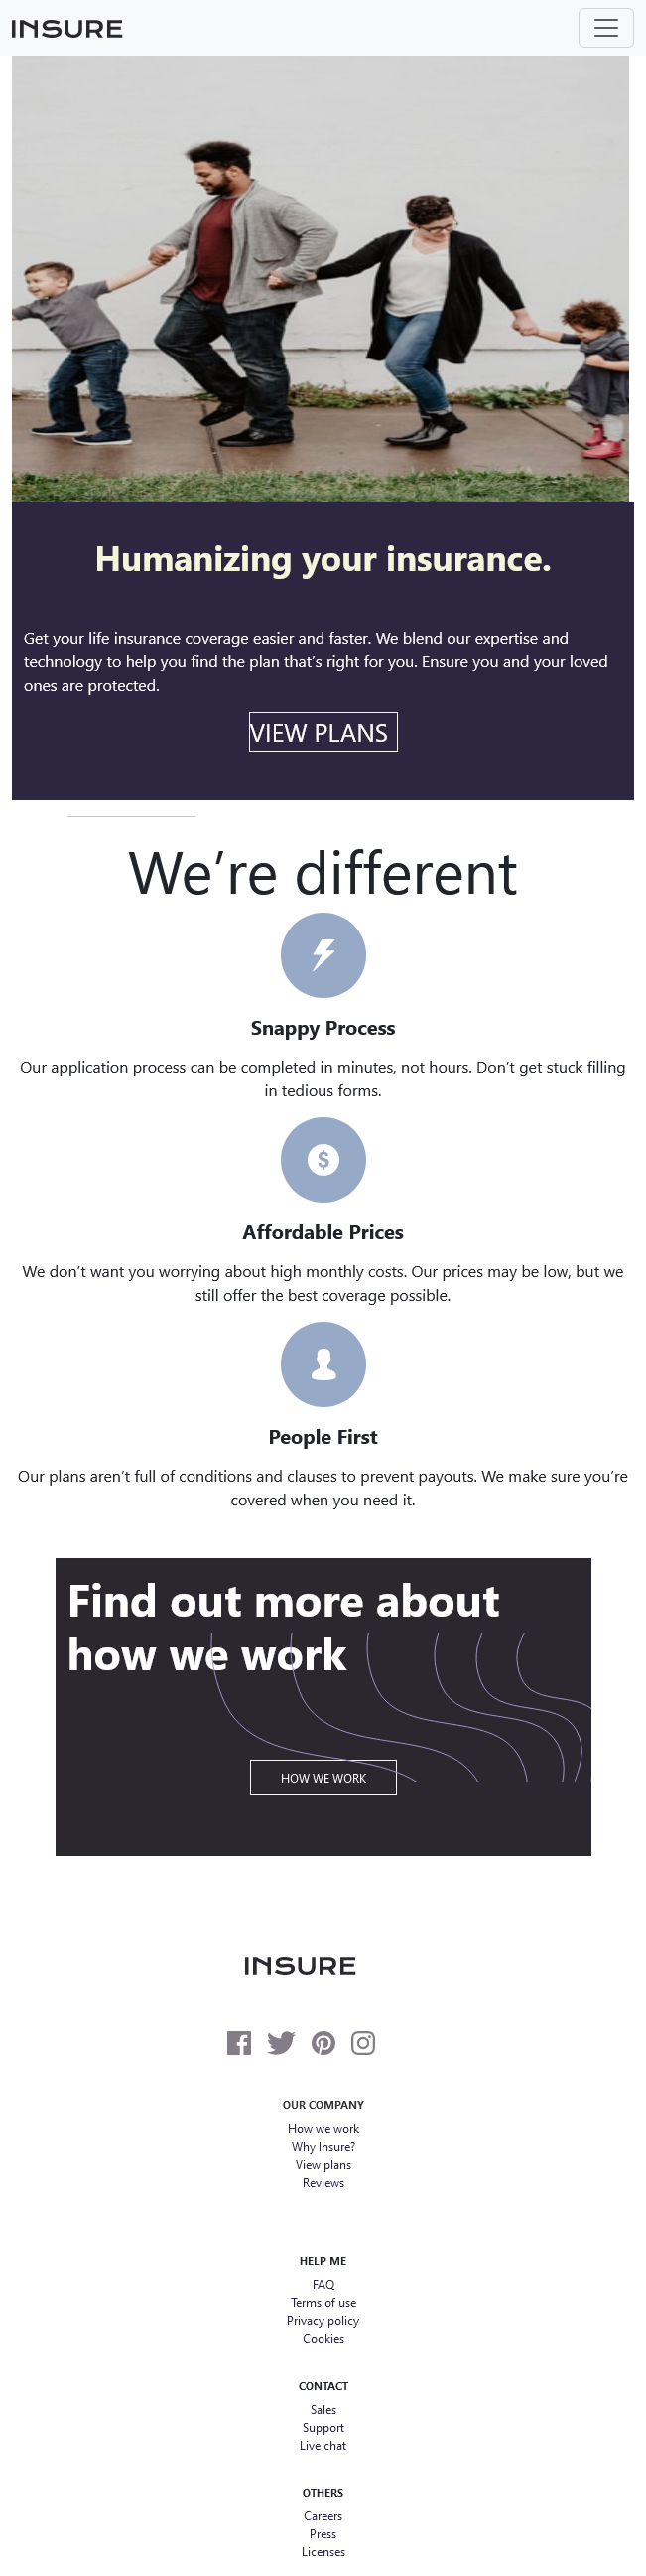 INSURE
Humanizing your insurance.
Get your life insurance coverage easier and faster. We blend our expertise and
technology to help you find the plan that’s right for you. Ensure you and your loved
ones are protected.
VIEW PLANS
We’re different
Snappy Process
Our application process can be completed in minutes, not hours. Don’t get stuck filling
in tedious forms.
Affordable Prices
We don’t want you worrying about high monthly costs. Our prices may be low, but we
still offer the best coverage possible.
People First
Our plans aren’t full of conditions and clauses to prevent payouts. We make sure you’re
covered when you need it.
Find out more about
how we work
HOW WE WORK
INSURE
OUR COMPANY
How we work
Why Insure?
View plans
Reviews
HELP ME
FAQ
Terms of use
Privacy policy
Cookies
CONTACT
Sales
Support
Live chat
OTHERS
Careers
Press
Licenses